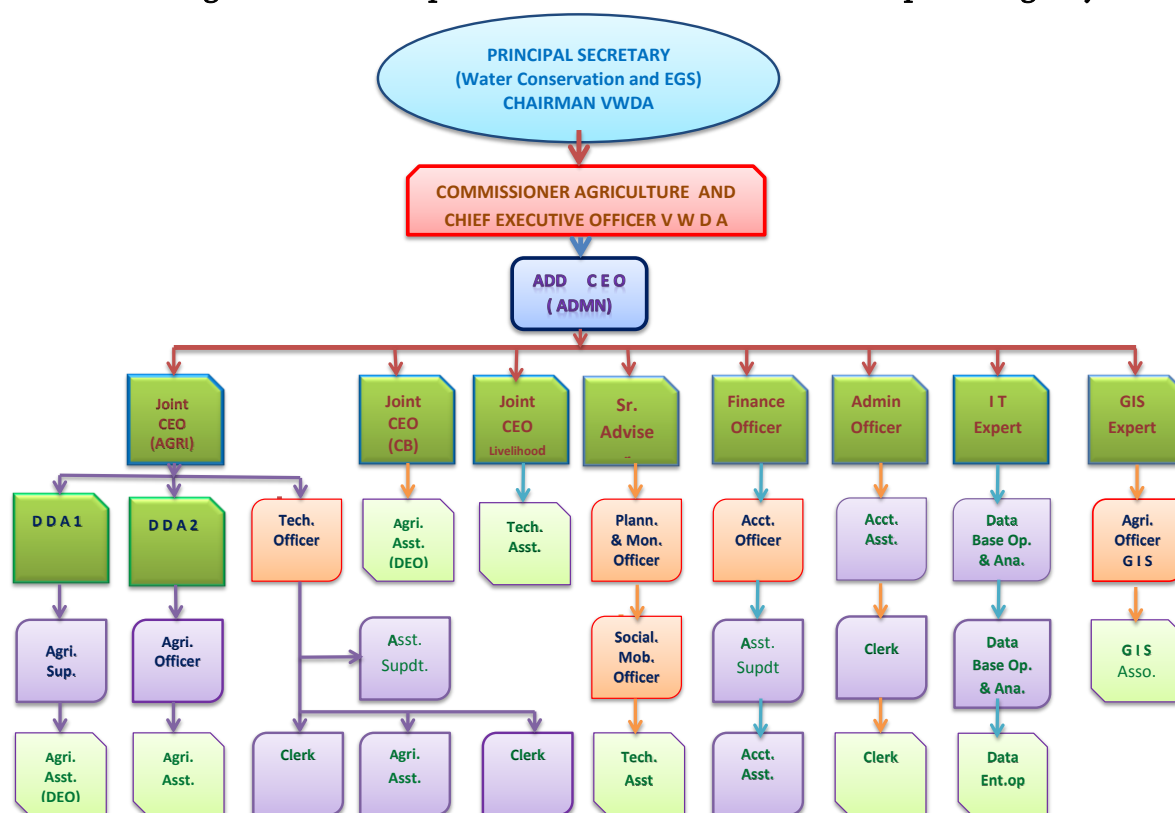 PRINCIPAL SECRETARY
(Water Conservation and EGS)
CHAIRMAN VWDA
COMMISSIONER AGRICULTURE AND
CHIEF EXECUTIVE OFFICER V W D A
ADD C E O
( ADMN)
Joint
CEO
(AGRI)
Joint
CEO
(CB)
Joint
CEO
Livelihood
Sr.
Advise
Finance
Officer
Admin
Officer
I T
Expert
GIS
Expert
D D A 1
D D A 2
Tech.
Officer
Agri.
Asst.
(DEO)
Tech.
Asst.
Plann.
& Mon.
Officer
Acct.
Officer
Acct.
Asst.
Data
Base Op.
& Ana.
Agri.
Officer
G I S
Agri.
Sup.
Agri.
Officer
Asst.
Supdt.
Social.
Mob.
Officer
Asst.
Supdt
Clerk
Data
Base Op.
& Ana.
G I S
Asso.
Agri.
Asst.
(DEO)
Agri.
Asst.
Clerk
Agri.
Asst.
Clerk
Tech.
Asst
Acct.
Asst.
Clerk
Data
Ent.op